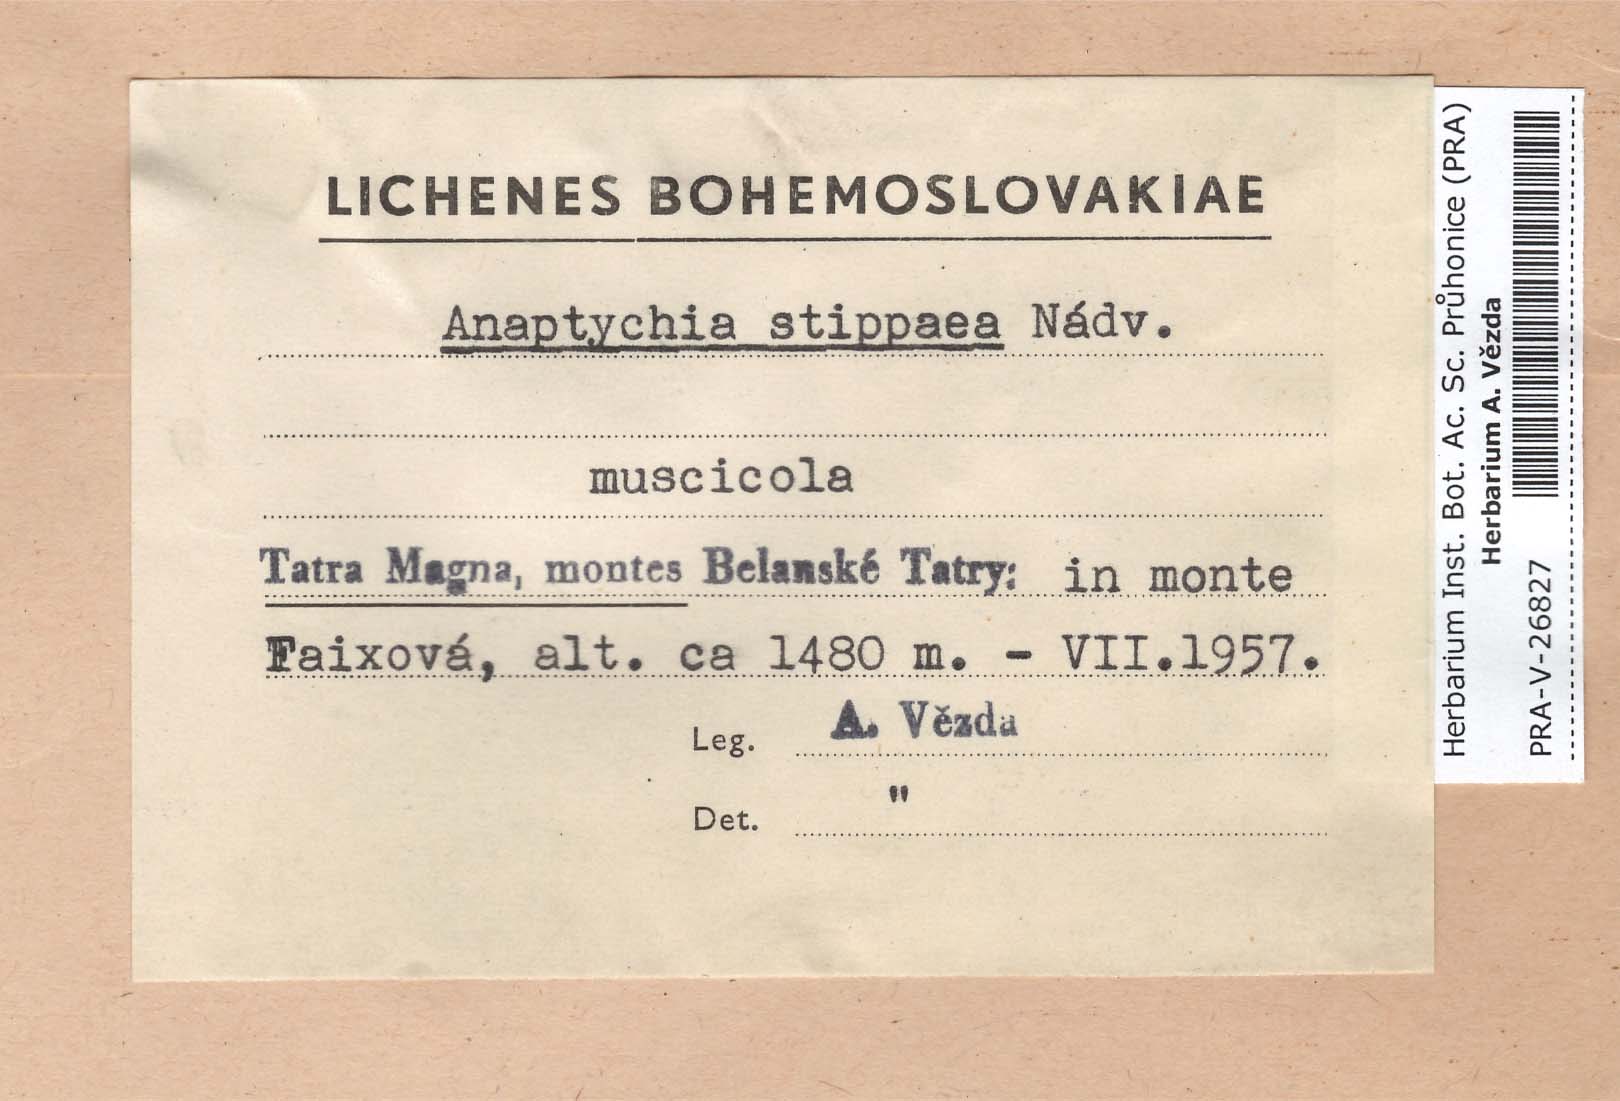 LICHENES BOHEMOSLOVAKIAE
Anaptychia stippaea Nádv.
muscicola
Tatra Magna, montes Belanské Tatry: in monte
Faixová, alt. ca 1480 m. - VII.1957.
Leg. A. Vězda
Det. "
Herbarium Inst. Bot. Ac. Sc. Průhonice (PRA)
Herbarium A. Vězda
PRA-V-26827